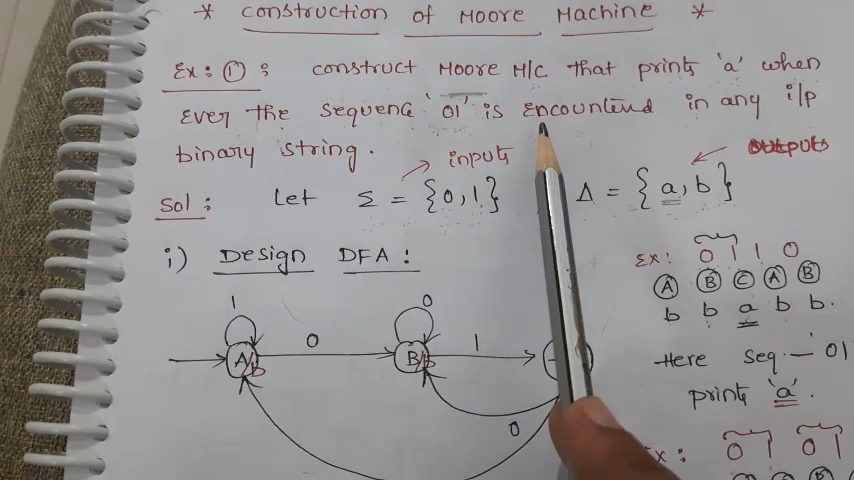 * Construction of Moore Machine *
Ex: ① : construct Moore M/C that prints 'a' when
ever the sequence '01' is encounterd in any i/p
binary string.
→ inputs
← outputs
Sol: Let Σ = {0,1} Δ = {a,b}
i) Design DFA:
Ex: 0 1 1 0
A B C A B
b b a b b.
1 0
A/b 0 B/b 1
0
Here seq. — 01
print 'a'.
Ex: 0 1 0 1